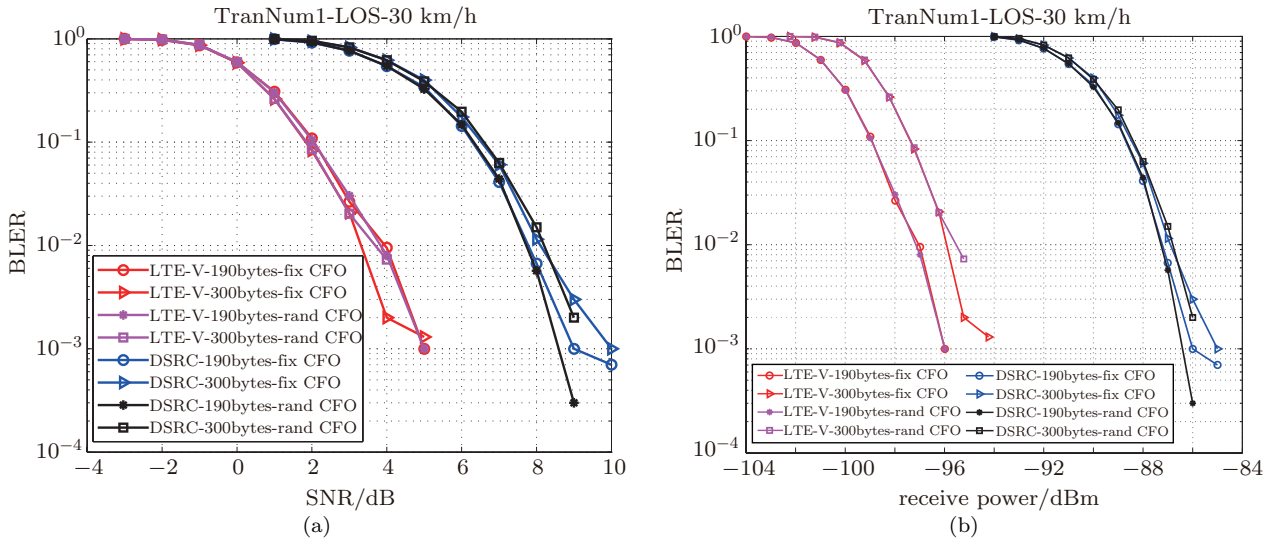 TranNum1-LOS-30 km/h
10^0
10^-1
10^-2
10^-3
10^-4
BLER
LTE-V-190bytes-fix CFO
LTE-V-300bytes-fix CFO
LTE-V-190bytes-rand CFO
LTE-V-300bytes-rand CFO
DSRC-190bytes-fix CFO
DSRC-300bytes-fix CFO
DSRC-190bytes-rand CFO
DSRC-300bytes-rand CFO
−4 −2 0 2 4 6 8 10
SNR/dB
(a)
TranNum1-LOS-30 km/h
10^0
10^-1
10^-2
10^-3
10^-4
BLER
LTE-V-190bytes-fix CFO
LTE-V-300bytes-fix CFO
LTE-V-190bytes-rand CFO
LTE-V-300bytes-rand CFO
DSRC-190bytes-fix CFO
DSRC-300bytes-fix CFO
DSRC-190bytes-rand CFO
DSRC-300bytes-rand CFO
−104 −100 −96 −92 −88 −84
receive power/dBm
(b)